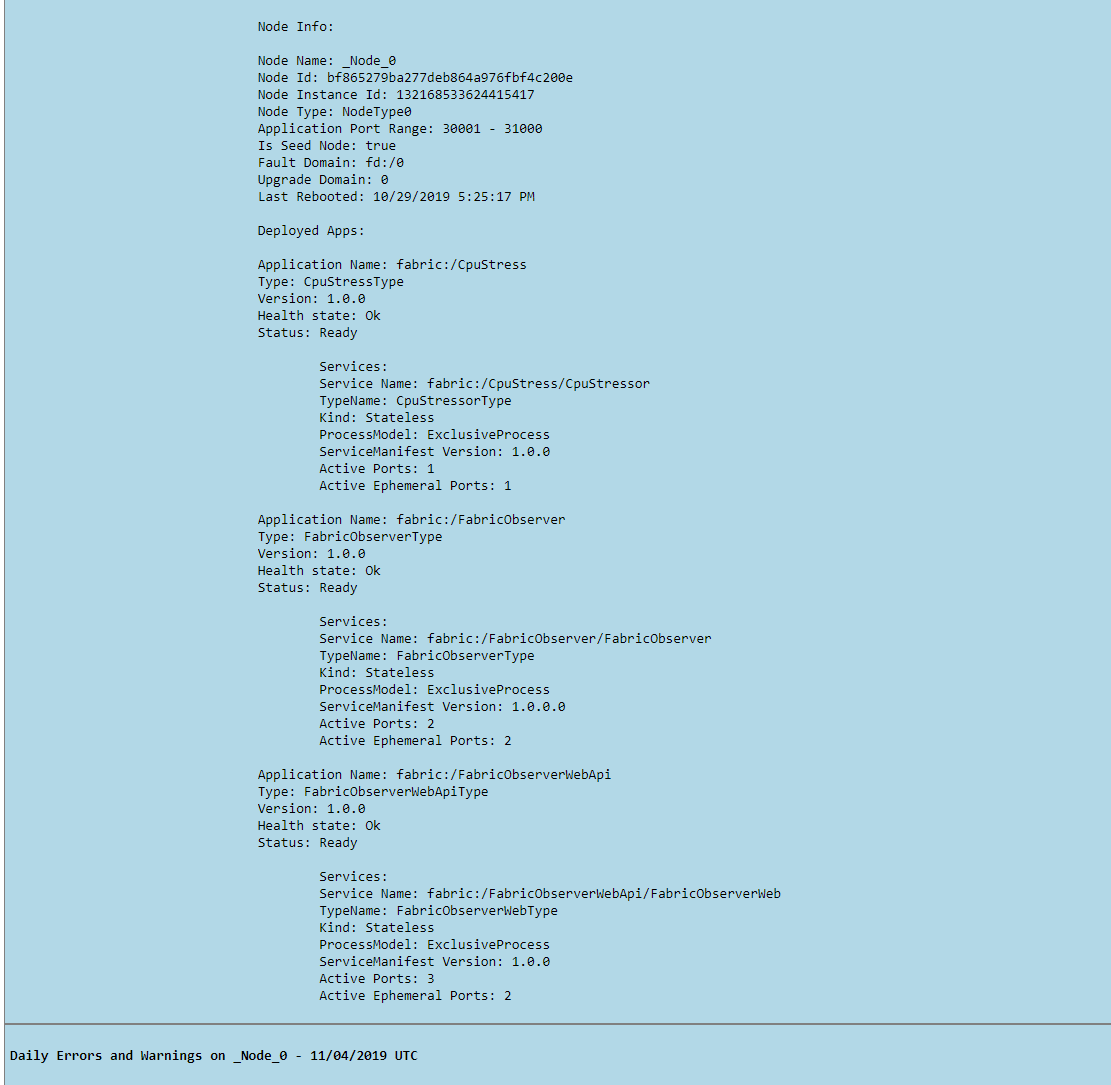 Node Info:
Node Name: _Node_0
Node Id: bf865279ba277deb864a976fbf4c200e
Node Instance Id: 132168533624415417
Node Type: NodeType0
Application Port Range: 30001 - 31000
Is Seed Node: true
Fault Domain: fd:/0
Upgrade Domain: 0
Last Rebooted: 10/29/2019 5:25:17 PM
Deployed Apps:
Application Name: fabric:/CpuStress
Type: CpuStressType
Version: 1.0.0
Health state: Ok
Status: Ready
Services:
Service Name: fabric:/CpuStress/CpuStressor
TypeName: CpuStressorType
Kind: Stateless
ProcessModel: ExclusiveProcess
ServiceManifest Version: 1.0.0
Active Ports: 1
Active Ephemeral Ports: 1
Application Name: fabric:/FabricObserver
Type: FabricObserverType
Version: 1.0.0
Health state: Ok
Status: Ready
Services:
Service Name: fabric:/FabricObserver/FabricObserver
TypeName: FabricObserverType
Kind: Stateless
ProcessModel: ExclusiveProcess
ServiceManifest Version: 1.0.0.0
Active Ports: 2
Active Ephemeral Ports: 2
Application Name: fabric:/FabricObserverWebApi
Type: FabricObserverWebApiType
Version: 1.0.0
Health state: Ok
Status: Ready
Services:
Service Name: fabric:/FabricObserverWebApi/FabricObserverWeb
TypeName: FabricObserverWebType
Kind: Stateless
ProcessModel: ExclusiveProcess
ServiceManifest Version: 1.0.0
Active Ports: 3
Active Ephemeral Ports: 2
Daily Errors and Warnings on _Node_0 - 11/04/2019 UTC